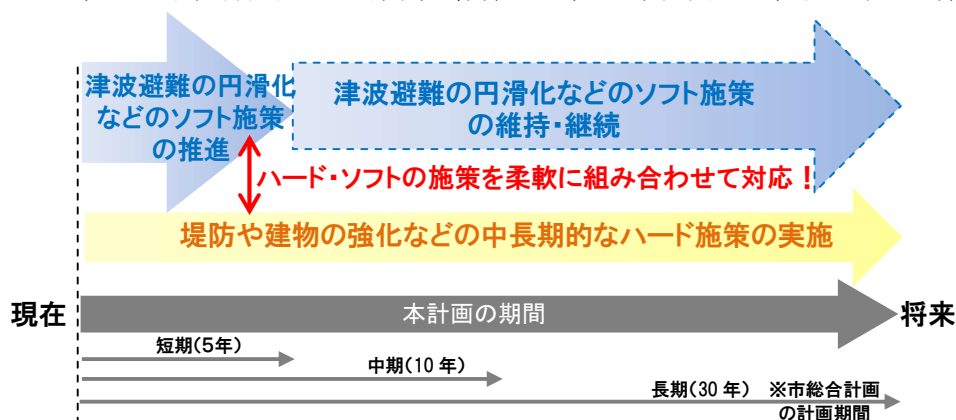 津波避難の円滑化
などのソフト施策
の推進
津波避難の円滑化などのソフト施策
の維持・継続
ハード・ソフトの施策を柔軟に組み合わせて対応！
堤防や建物の強化などの中長期的なハード施策の実施
現在
本計画の期間
将来
短期（5年）
中期（10 年）
長期（30 年） ※市総合計画
の計画期間